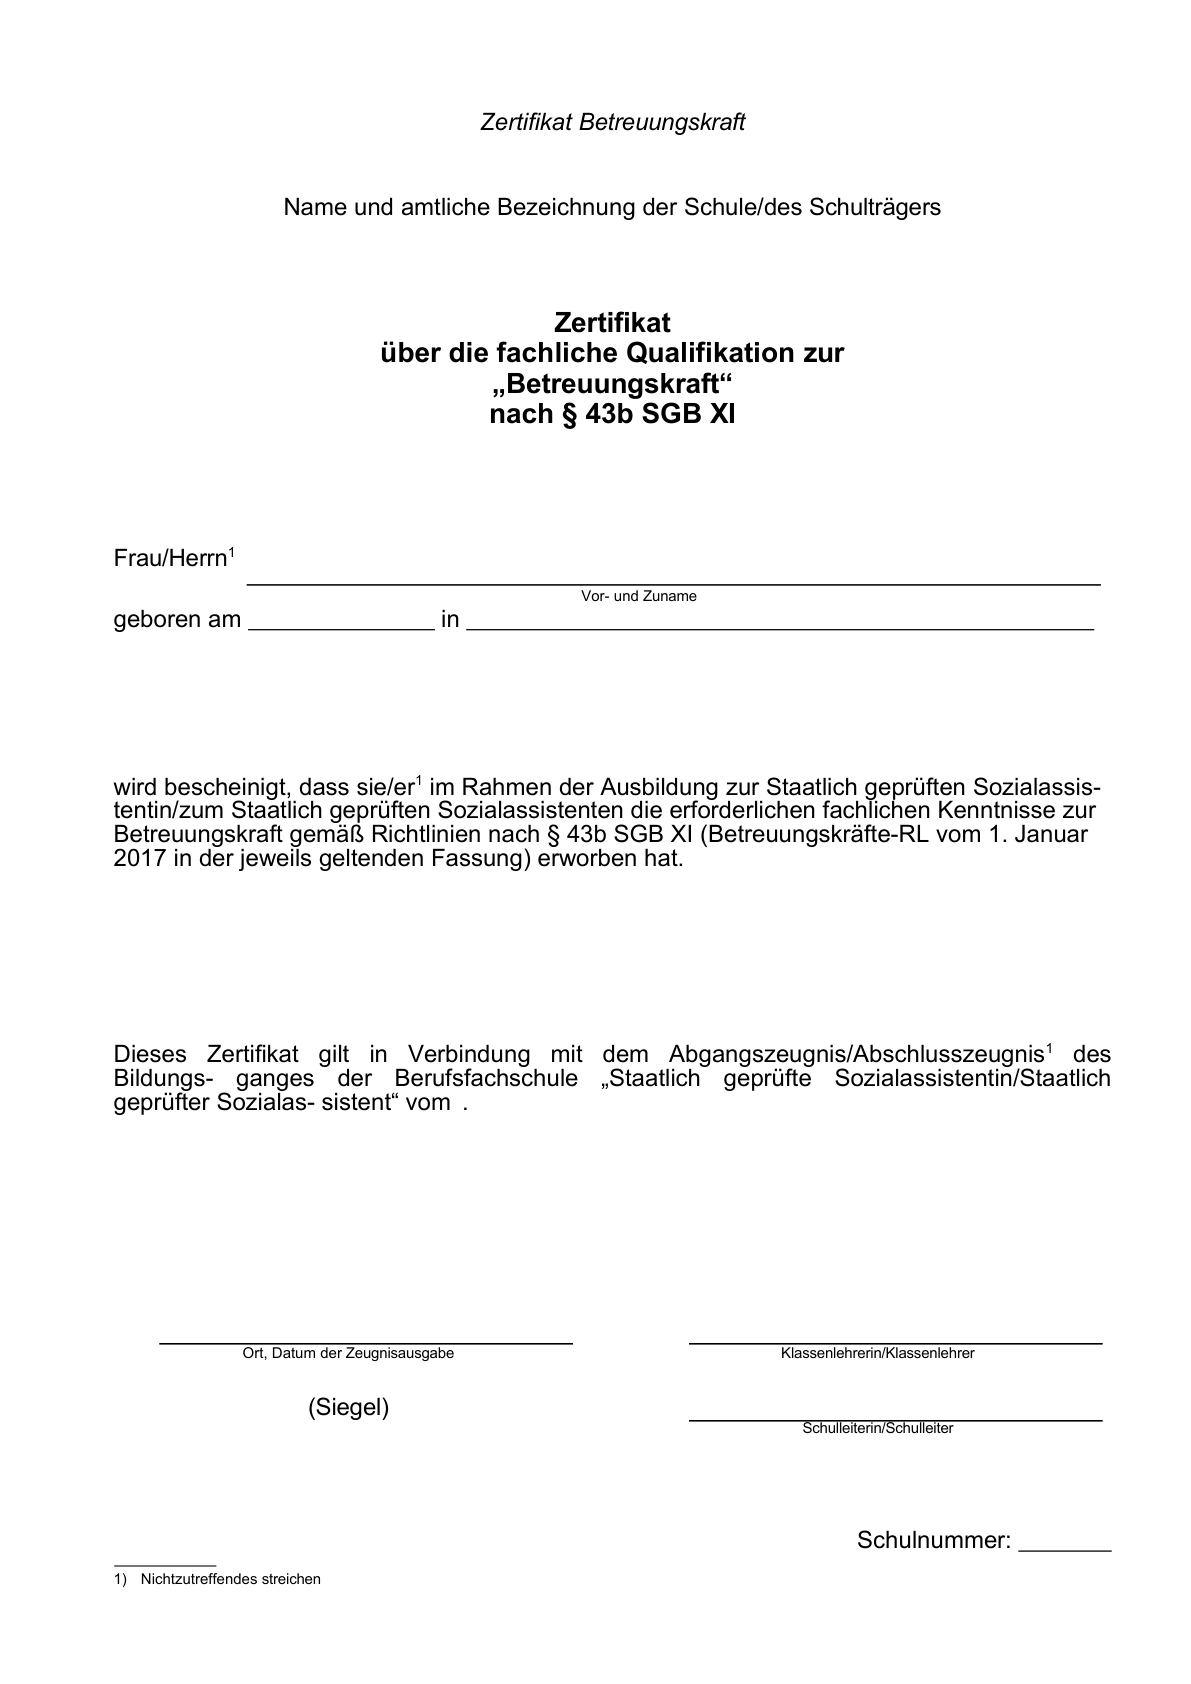 Zertifikat Betreuungskraft
Name und amtliche Bezeichnung der Schule/des Schulträgers
Zertifikat
über die fachliche Qualifikation zur
„Betreuungskraft“
nach § 43b SGB XI
Frau/Herrn¹
Vor- und Zuname
geboren am ______________ in _______________________________________________
wird bescheinigt, dass sie/er¹ im Rahmen der Ausbildung zur Staatlich geprüften Sozialassis-
tentin/zum Staatlich geprüften Sozialassistenten die erforderlichen fachlichen Kenntnisse zur
Betreuungskraft gemäß Richtlinien nach § 43b SGB XI (Betreuungskräfte-RL vom 1. Januar
2017 in der jeweils geltenden Fassung) erworben hat.
Dieses Zertifikat gilt in Verbindung mit dem Abgangszeugnis/Abschlusszeugnis¹ des
Bildungs- ganges der Berufsfachschule „Staatlich geprüfte Sozialassistentin/Staatlich
geprüfter Sozialas- sistent“ vom .
Ort, Datum der Zeugnisausgabe
Klassenlehrerin/Klassenlehrer
(Siegel)
Schulleiterin/Schulleiter
Schulnummer: _______
1) Nichtzutreffendes streichen